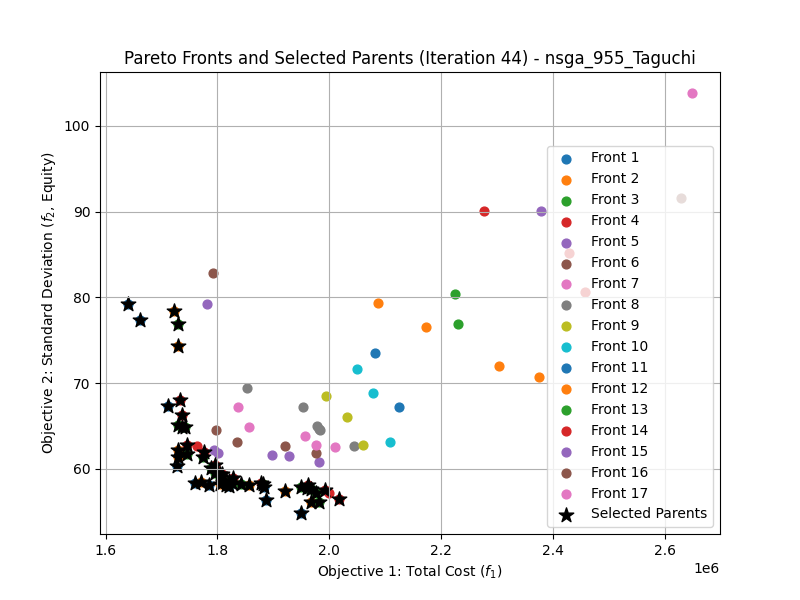 Pareto Fronts and Selected Parents (Iteration 44) - nsga_955_Taguchi
Objective 2: Standard Deviation (f₂, Equity)
100
90
80
70
60
1.6
1.8
2.0
2.2
2.4
2.6
1e6
Objective 1: Total Cost (f₁)
Front 1
Front 2
Front 3
Front 4
Front 5
Front 6
Front 7
Front 8
Front 9
Front 10
Front 11
Front 12
Front 13
Front 14
Front 15
Front 16
Front 17
Selected Parents